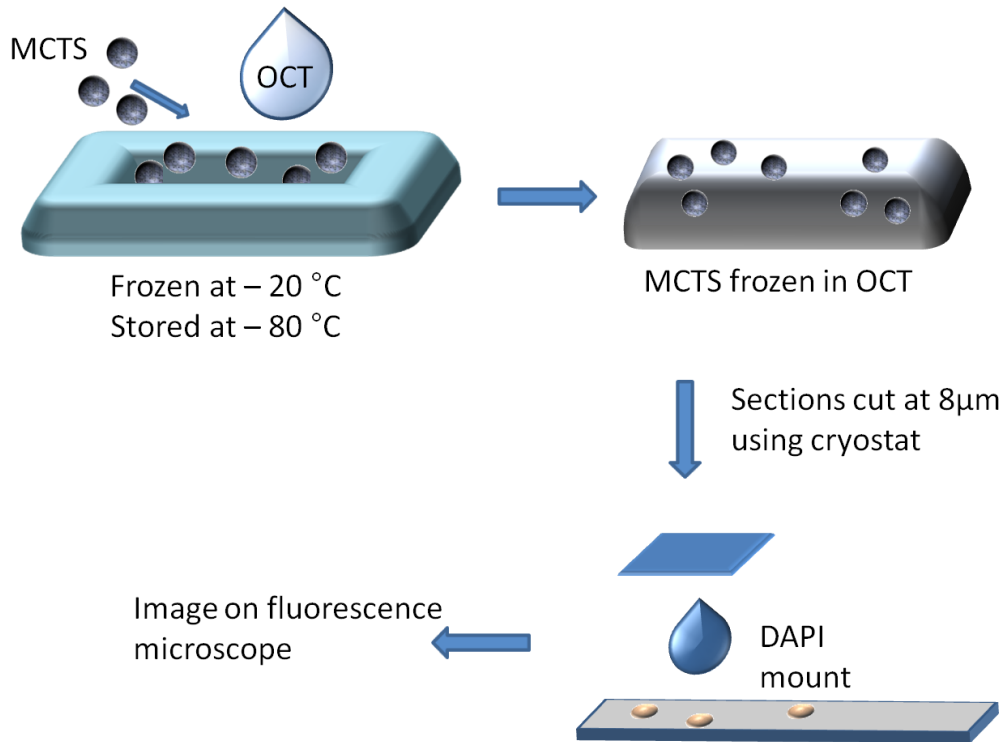 MCTS
OCT
Frozen at – 20 °C
Stored at – 80 °C
MCTS frozen in OCT
Sections cut at 8µm
using cryostat
DAPI
mount
Image on fluorescence
microscope